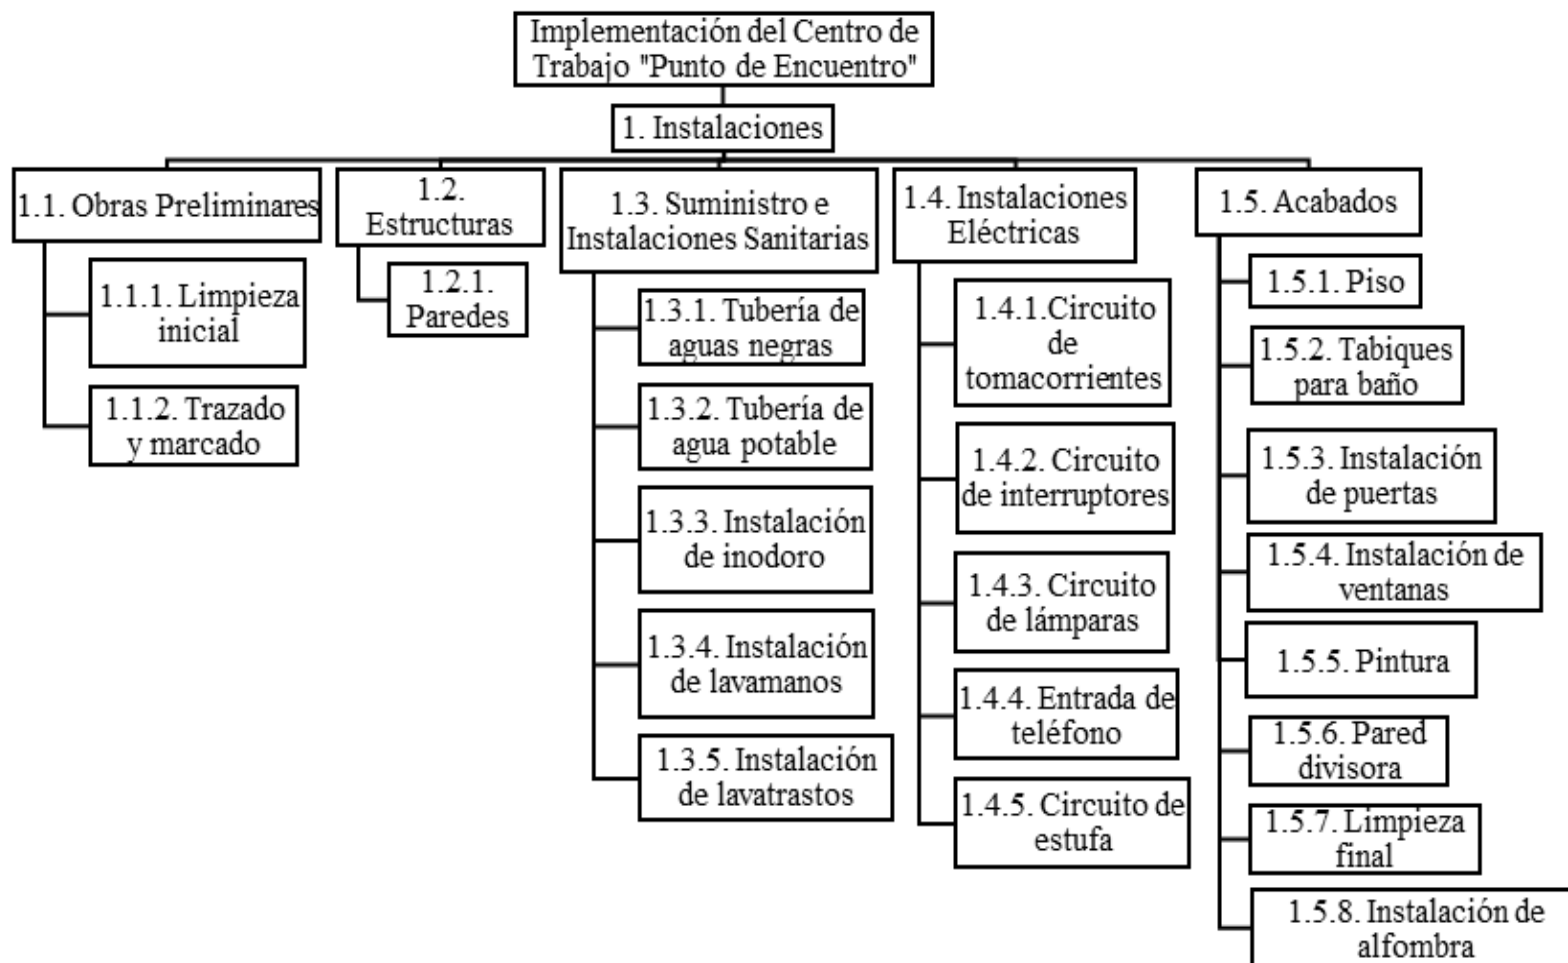 Implementación del Centro de
Trabajo "Punto de Encuentro"
1. Instalaciones
1.1. Obras Preliminares
1.1.1. Limpieza
inicial
1.1.2. Trazado
y marcado
1.2.
Estructuras
1.2.1.
Paredes
1.3. Suministro e
Instalaciones Sanitarias
1.3.1. Tubería de
aguas negras
1.3.2. Tubería de
agua potable
1.3.3. Instalación
de inodoro
1.3.4. Instalación
de lavamanos
1.3.5. Instalación
de lavatrastos
1.4. Instalaciones
Eléctricas
1.4.1.Circuito
de
tomacorrientes
1.4.2. Circuito
de interruptores
1.4.3. Circuito
de lámparas
1.4.4. Entrada de
teléfono
1.4.5. Circuito de
estufa
1.5. Acabados
1.5.1. Piso
1.5.2. Tabiques
para baño
1.5.3. Instalación
de puertas
1.5.4. Instalación de
ventanas
1.5.5. Pintura
1.5.6. Pared
divisora
1.5.7. Limpieza
final
1.5.8. Instalación de
alfombra